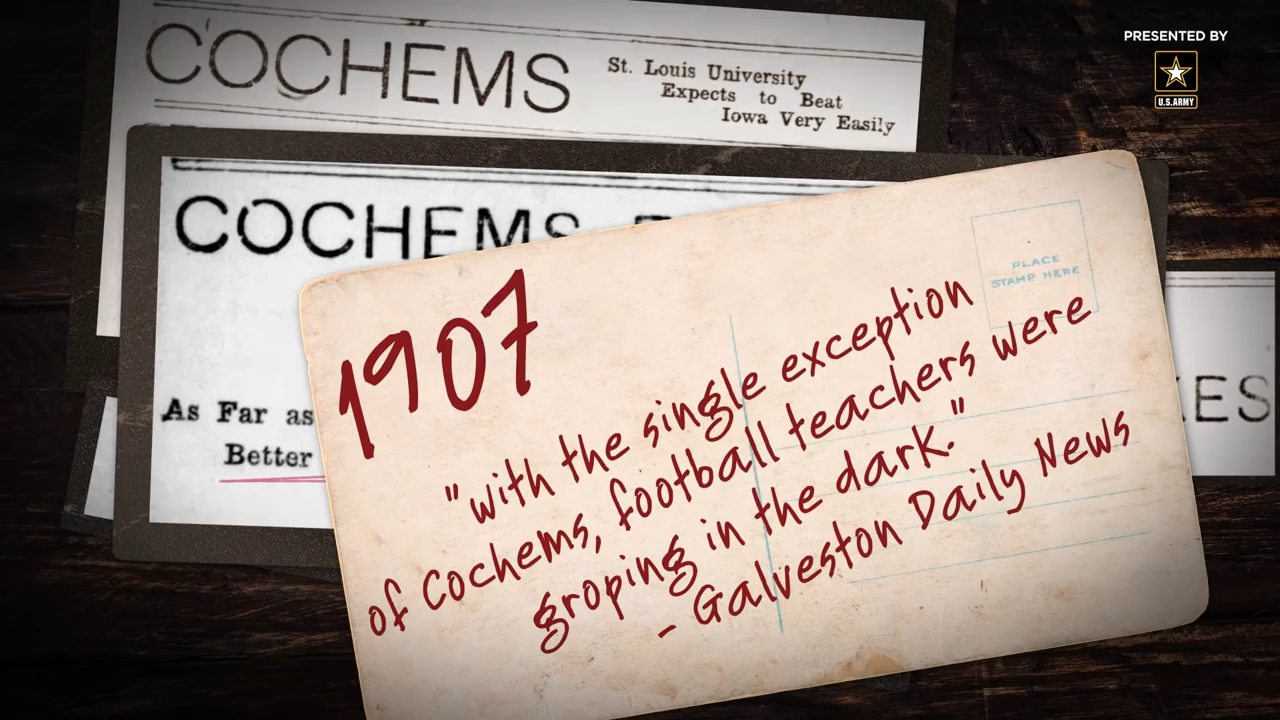 COCHEMS
St. Louis University
Expects to Beat
Iowa Very Easily
PRESENTED BY
U.S. ARMY
COCHEMS
As Far as
Better
PLACE
STAMP HERE
1907
"with the single exception
of Cochems, football teachers were
groping in the dark."
- Galveston Daily News
KES